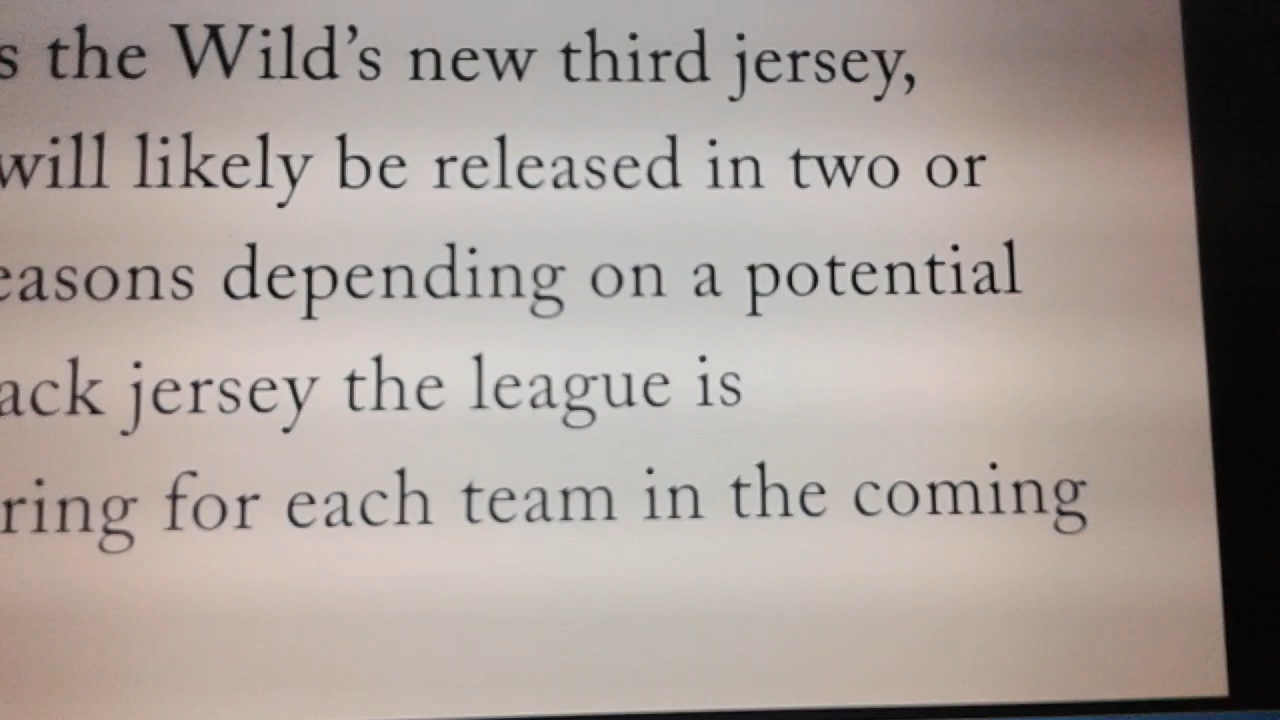 the Wild's new third jersey,
will likely be released in two or
depending on a potential
jersey the league is
for each team in the coming